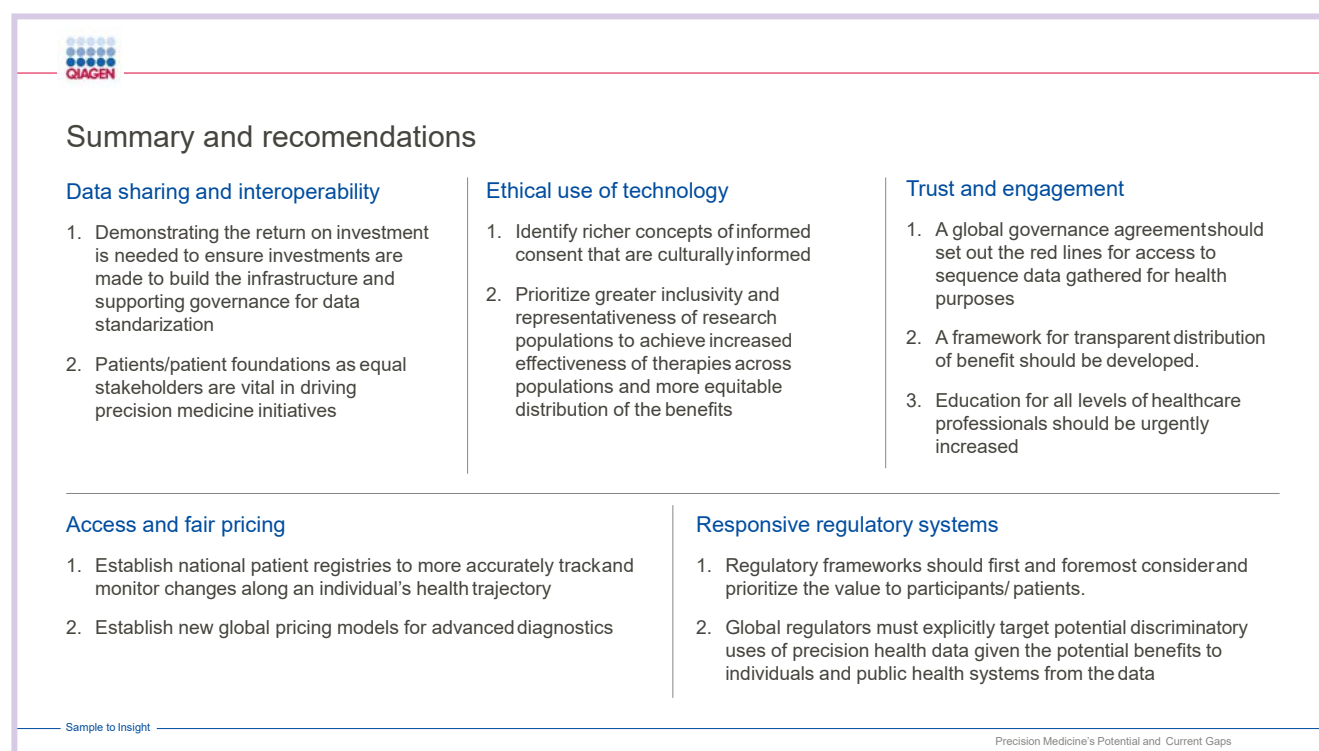 QIAGEN
Summary and recomendations
Data sharing and interoperability
1. Demonstrating the return on investment
is needed to ensure investments are
made to build the infrastructure and
supporting governance for data
standarization
2. Patients/patient foundations as equal
stakeholders are vital in driving
precision medicine initiatives
Ethical use of technology
1. Identify richer concepts of informed
consent that are culturally informed
2. Prioritize greater inclusivity and
representativeness of research
populations to achieve increased
effectiveness of therapies across
populations and more equitable
distribution of the benefits
Trust and engagement
1. A global governance agreement should
set out the red lines for access to
sequence data gathered for health
purposes
2. A framework for transparent distribution
of benefit should be developed.
3. Education for all levels of healthcare
professionals should be urgently
increased
Access and fair pricing
1. Establish national patient registries to more accurately track and
monitor changes along an individual’s health trajectory
2. Establish new global pricing models for advanced diagnostics
Responsive regulatory systems
1. Regulatory frameworks should first and foremost consider and
prioritize the value to participants/ patients.
2. Global regulators must explicitly target potential discriminatory
uses of precision health data given the potential benefits to
individuals and public health systems from the data
Sample to Insight
Precision Medicine’s Potential and Current Gaps